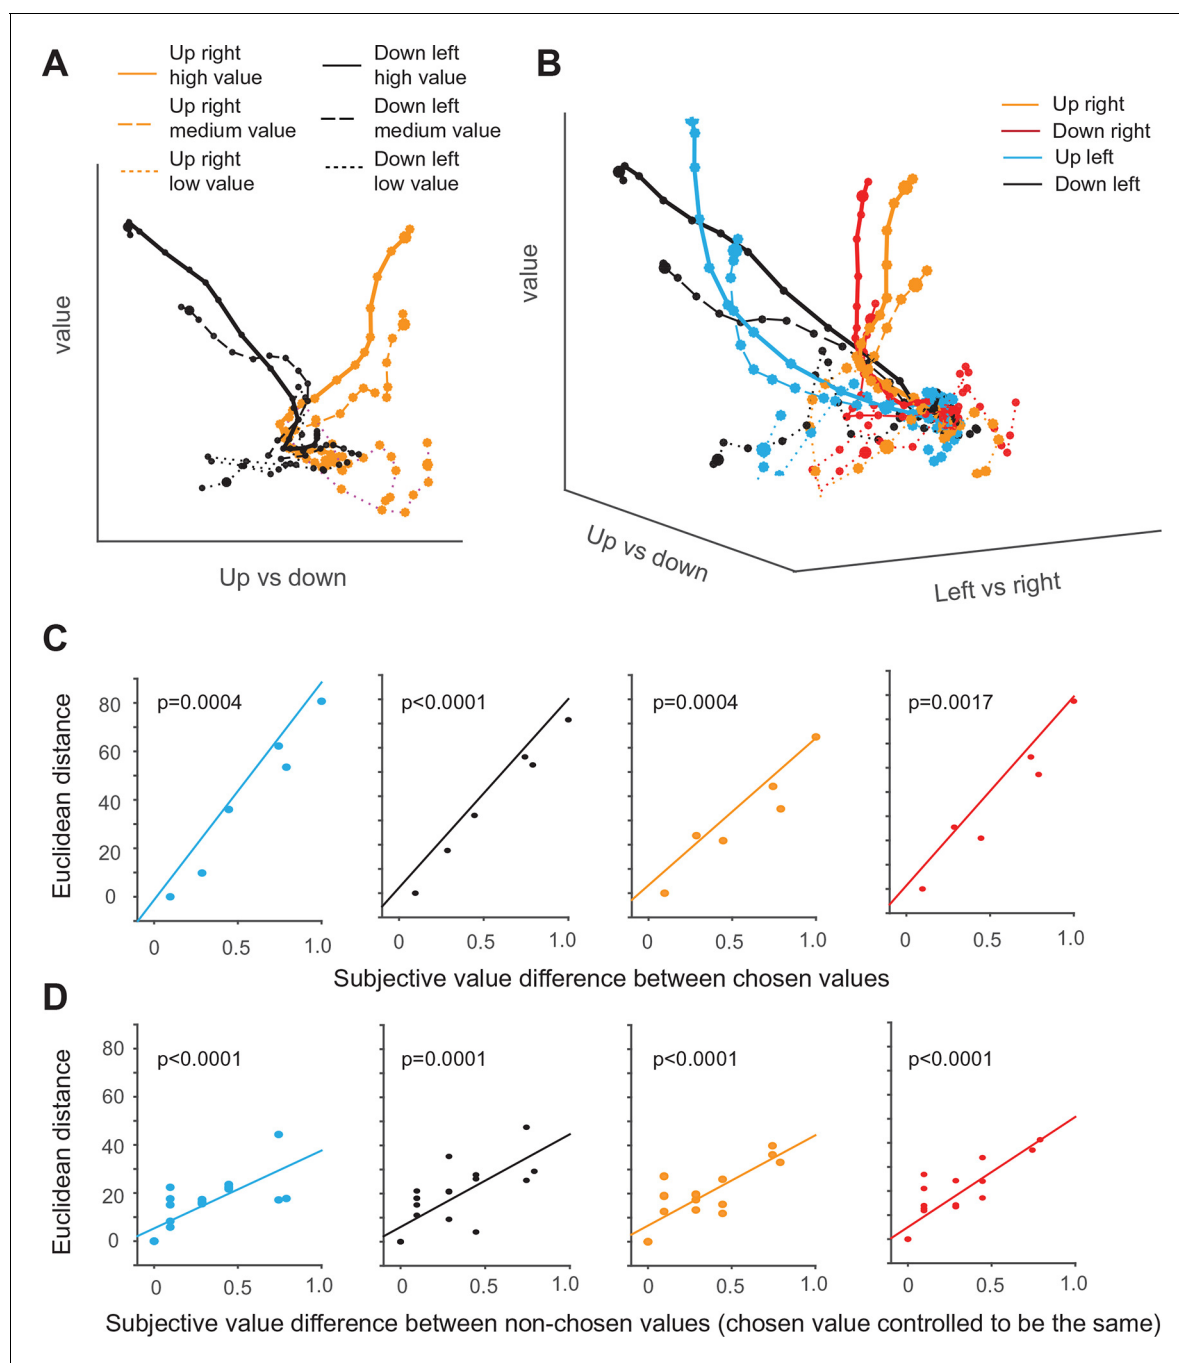 A
Up right
high value
Down left
high value
Up right
medium value
Down left
medium value
Up right
low value
Down left
low value
value
Up vs down
B
Up right
Down right
Up left
Down left
value
Up vs down
Left vs right
C
Euclidean distance
80
60
40
20
0
p=0.0004
0 0.5 1.0
p<0.0001
0 0.5 1.0
p=0.0004
0 0.5 1.0
p=0.0017
0 0.5 1.0
Subjective value difference between chosen values
D
Euclidean distance
80
60
40
20
0
p<0.0001
0 0.5 1.0
p=0.0001
0 0.5 1.0
p<0.0001
0 0.5 1.0
p<0.0001
0 0.5 1.0
Subjective value difference between non-chosen values (chosen value controlled to be the same)